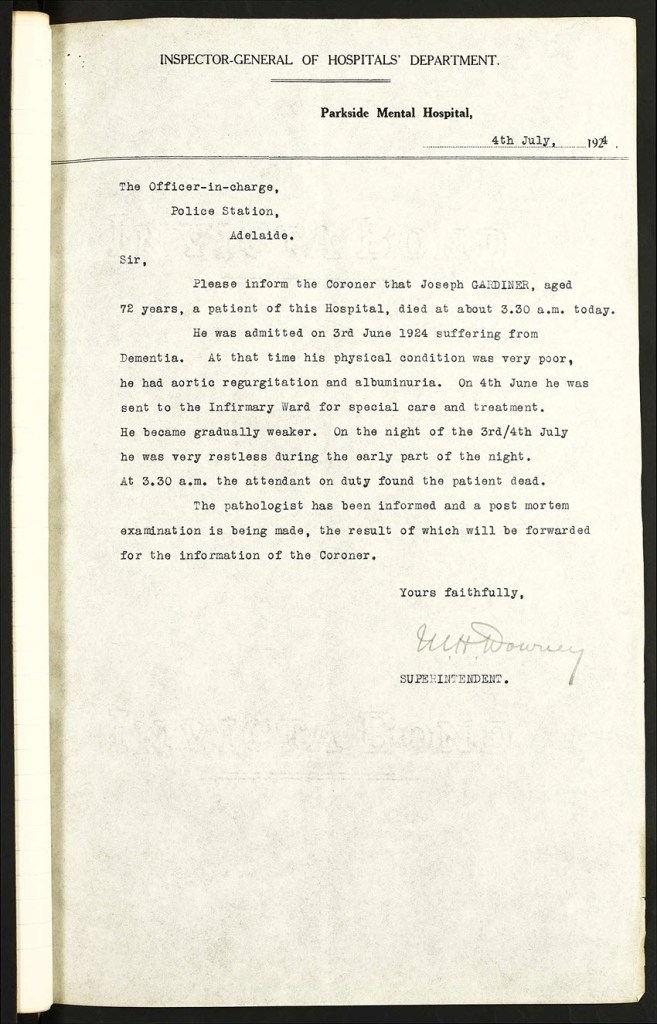 INSPECTOR-GENERAL OF HOSPITALS' DEPARTMENT.
Parkside Mental Hospital,
4th July, 1924.
The Officer-in-charge,
Police Station,
Adelaide.
Sir,
Please inform the Coroner that Joseph GARDINER, aged
72 years, a patient of this Hospital, died at about 3.30 a.m. today.
He was admitted on 3rd June 1924 suffering from
Dementia. At that time his physical condition was very poor,
he had aortic regurgitation and albuminuria. On 4th June he was
sent to the Infirmary Ward for special care and treatment.
He became gradually weaker. On the night of the 3rd/4th July
he was very restless during the early part of the night.
At 3.30 a.m. the attendant on duty found the patient dead.
The pathologist has been informed and a post mortem
examination is being made, the result of which will be forwarded
for the information of the Coroner.
Yours faithfully,
M.H. Downey
SUPERINTENDENT.